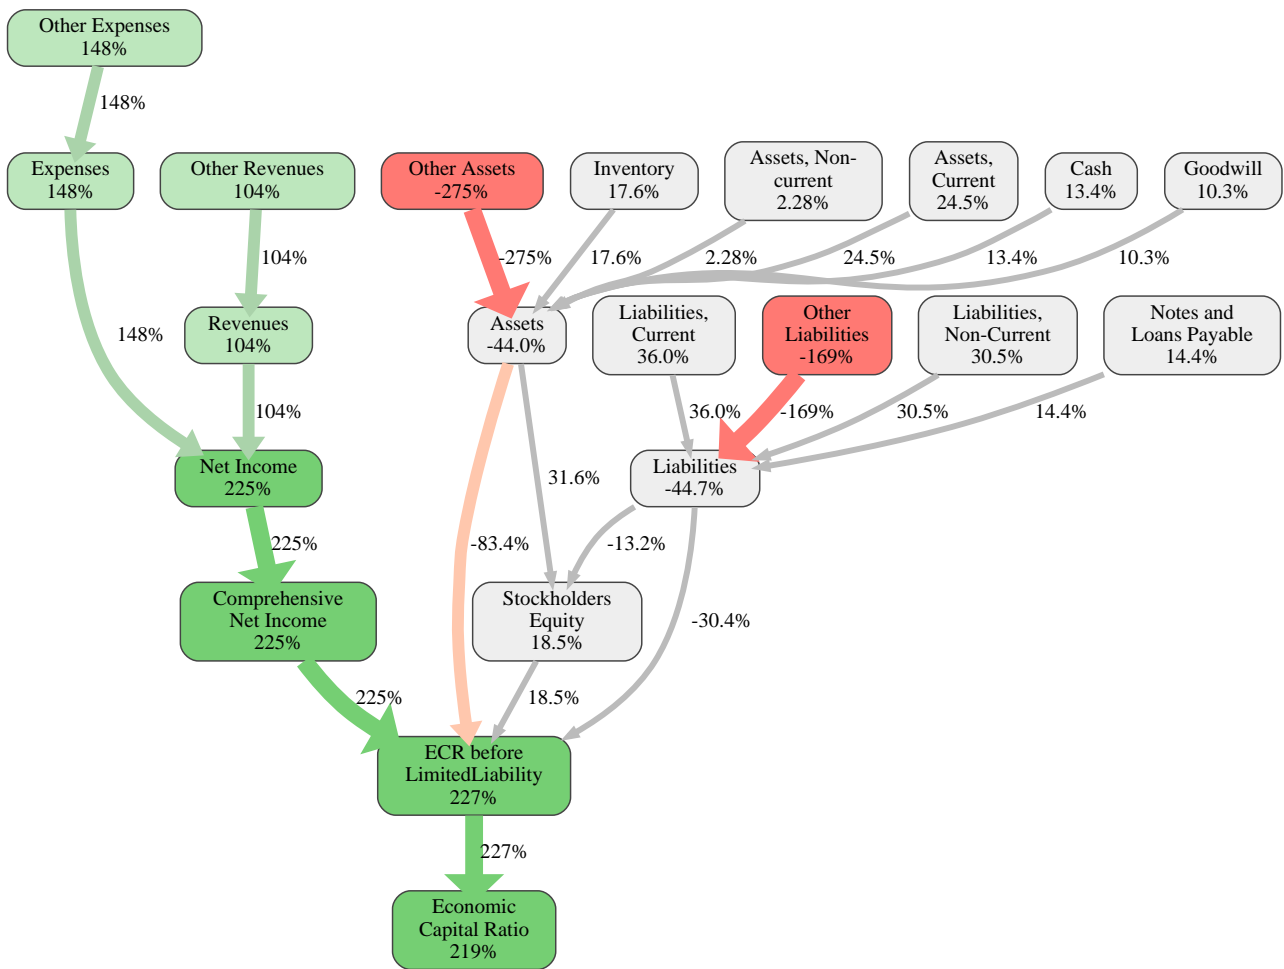 Other Expenses
148%
148%
Expenses
148%
Other Revenues
104%
Other Assets
-275%
Inventory
17.6%
Assets, Non-
current
2.28%
Assets,
Current
24.5%
Cash
13.4%
Goodwill
10.3%
104%
-275%
17.6%
2.28%
24.5%
13.4%
10.3%
148%
Revenues
104%
Assets
-44.0%
Liabilities,
Current
36.0%
Other
Liabilities
-169%
Liabilities,
Non-Current
30.5%
Notes and
Loans Payable
14.4%
104%
36.0%
-169%
30.5%
14.4%
Net Income
225%
31.6%
Liabilities
-44.7%
225%
-83.4%
-13.2%
Comprehensive
Net Income
225%
Stockholders
Equity
18.5%
-30.4%
225%
18.5%
ECR before
LimitedLiability
227%
227%
Economic
Capital Ratio
219%